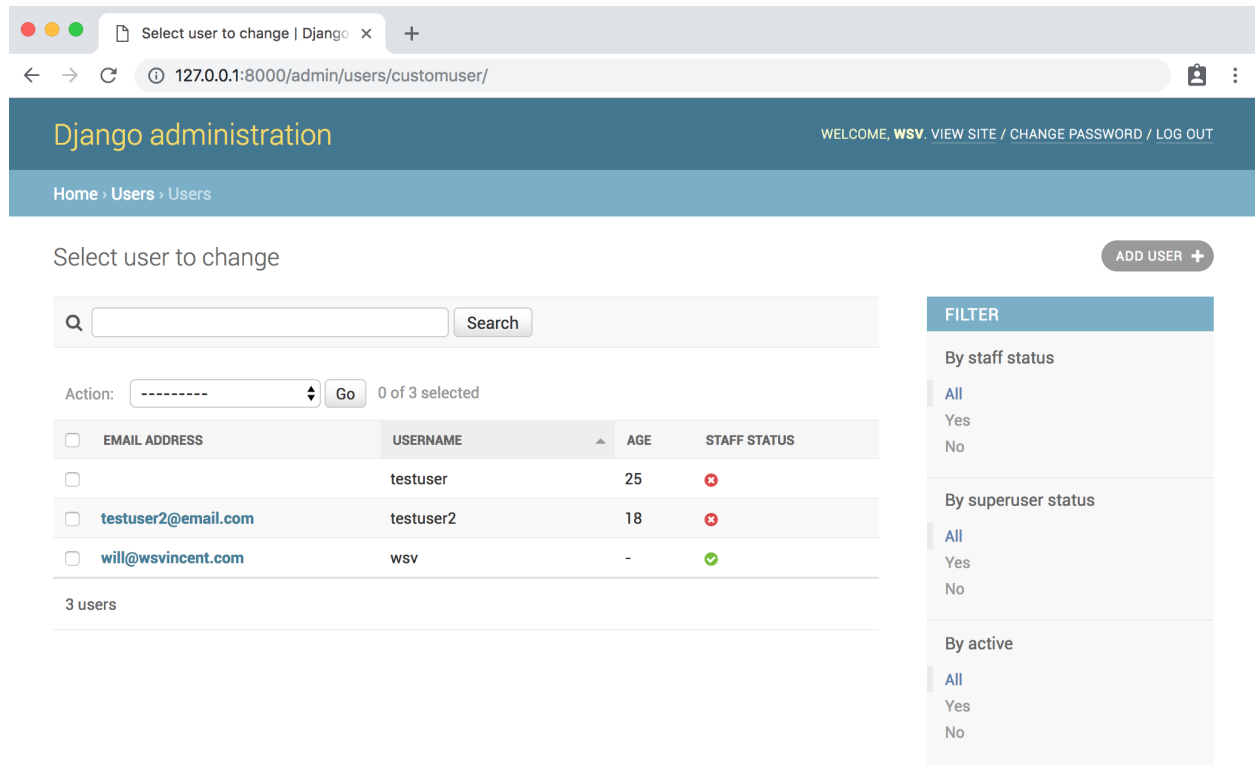 Select user to change | Django
127.0.0.1:8000/admin/users/customuser/
Django administration
WELCOME, WSV. VIEW SITE / CHANGE PASSWORD / LOG OUT
Home › Users › Users
Select user to change
ADD USER +
Search
Action: --------- Go 0 of 3 selected
EMAIL ADDRESS USERNAME AGE STAFF STATUS
testuser 25
testuser2@email.com testuser2 18
will@wsvincent.com wsv -
3 users
FILTER
By staff status
All
Yes
No
By superuser status
All
Yes
No
By active
All
Yes
No